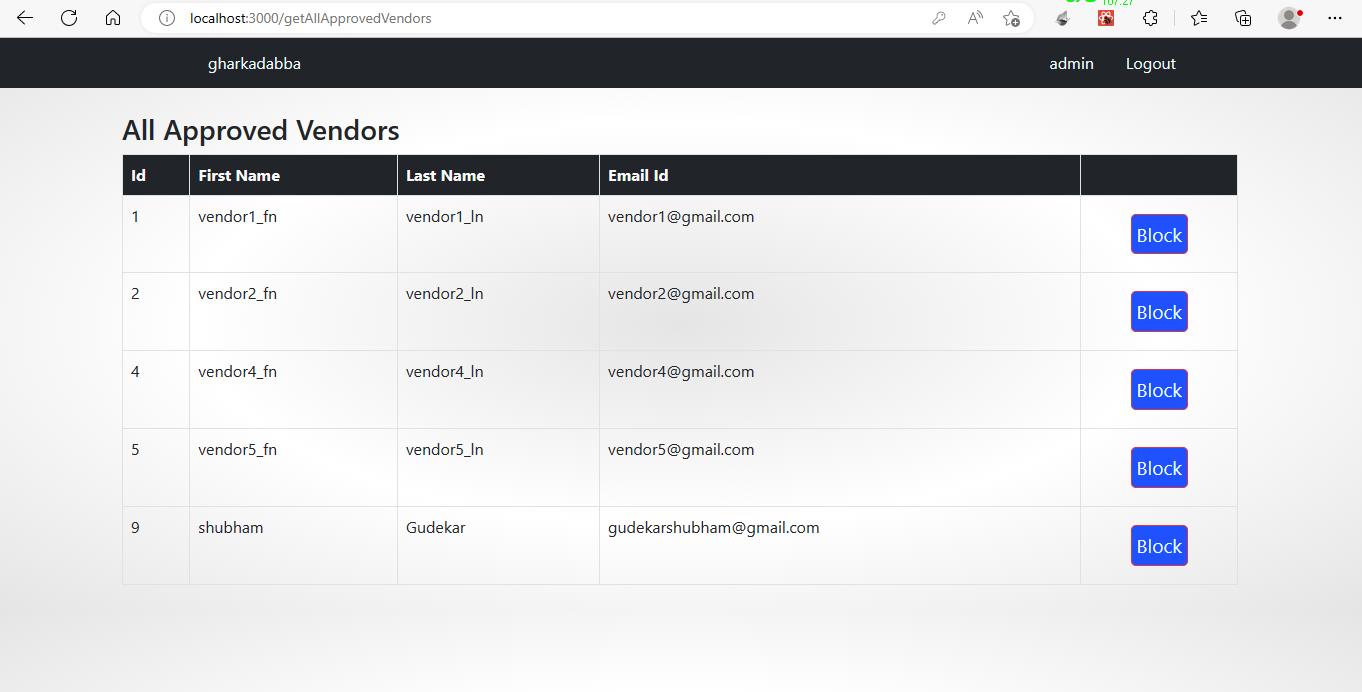 localhost:3000/getAllApprovedVendors
107.27
gharkadabba admin Logout
All Approved Vendors
Id First Name Last Name Email Id
1 vendor1_fn vendor1_ln vendor1@gmail.com Block
2 vendor2_fn vendor2_ln vendor2@gmail.com Block
4 vendor4_fn vendor4_ln vendor4@gmail.com Block
5 vendor5_fn vendor5_ln vendor5@gmail.com Block
9 shubham Gudekar gudekarshubham@gmail.com Block